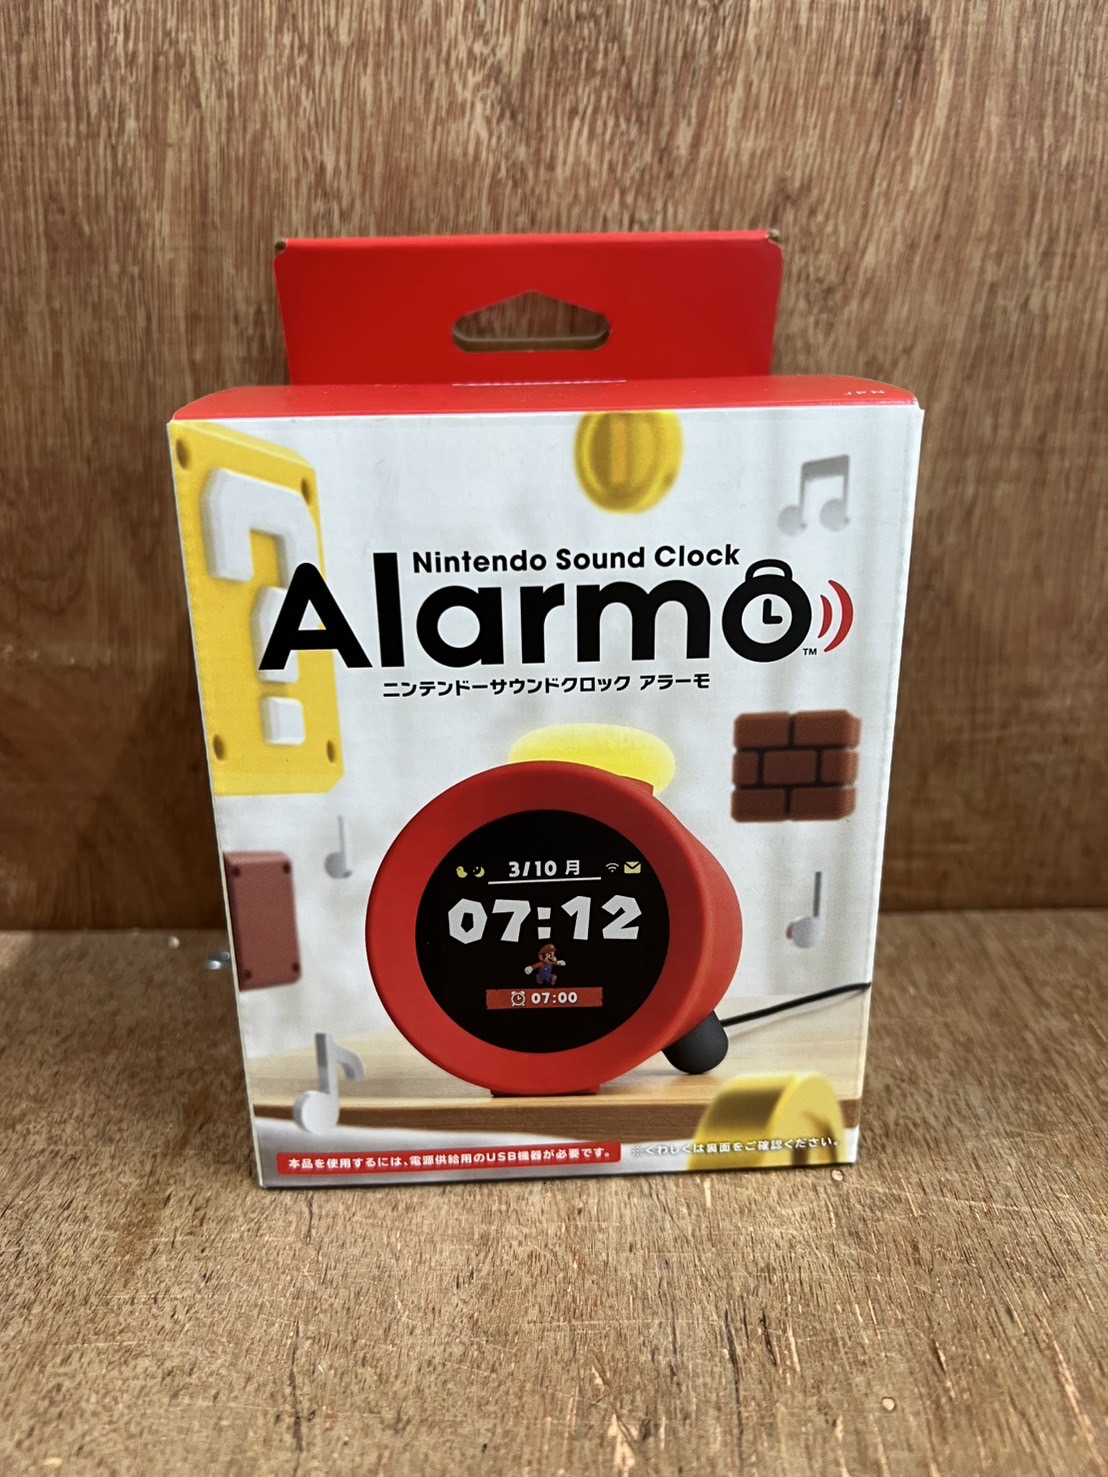 JPN
Nintendo Sound Clock
Alarmo
TM
ニンテンドーサウンドクロック アラーモ
3/10 月
07:12
07:00
本品を使用するには、電源供給用のUSB機器が必要です。
※くわしくは裏面をご確認ください。